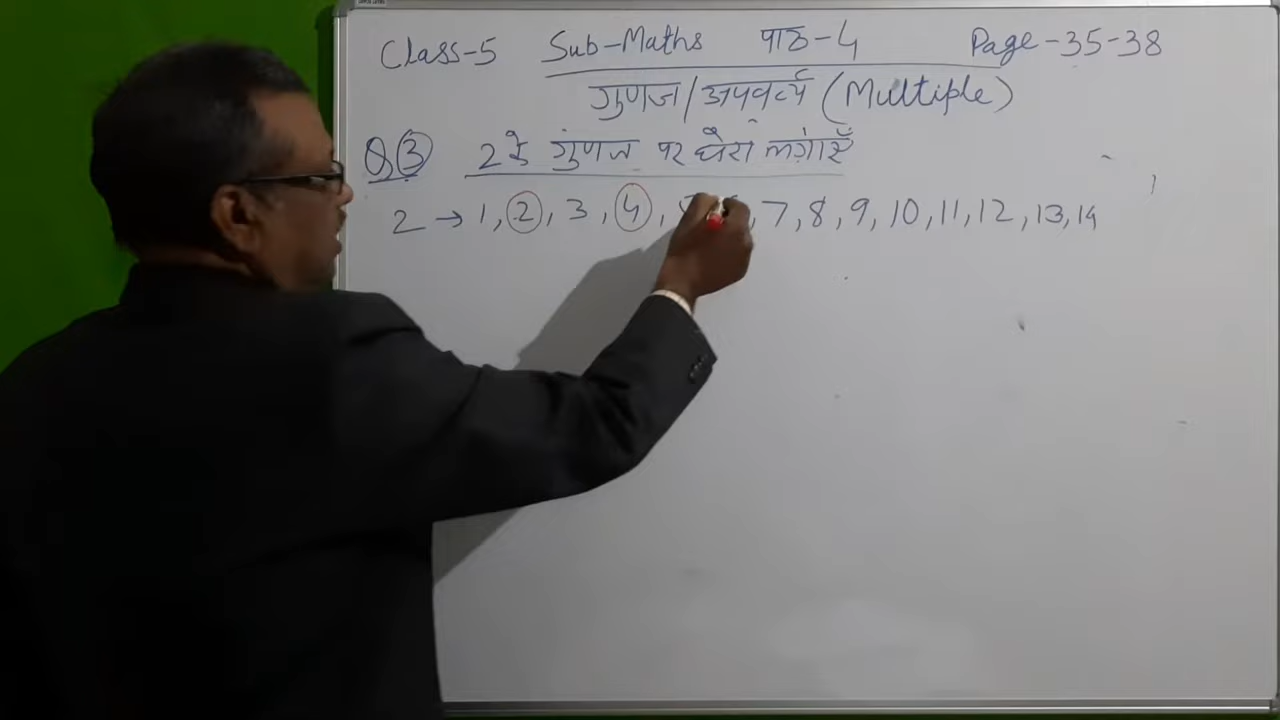 Class-5 Sub-Maths पाठ-4 Page-35-38
गुणज/अपवर्त्य (Multiple)
Q③ 2 के गुंणज पर घेरा लगाएँ
2 → 1, 2, 3, 4, 7, 8, 9, 10, 11, 12, 13, 14